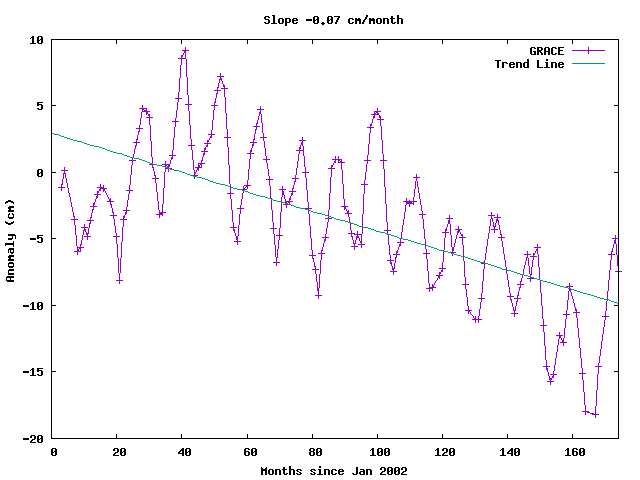 Slope -0.07 cm/month
10
GRACE
Trend Line
5
0
-5
-10
-15
-20
Anomaly (cm)
0 20 40 60 80 100 120 140 160
Months since Jan 2002